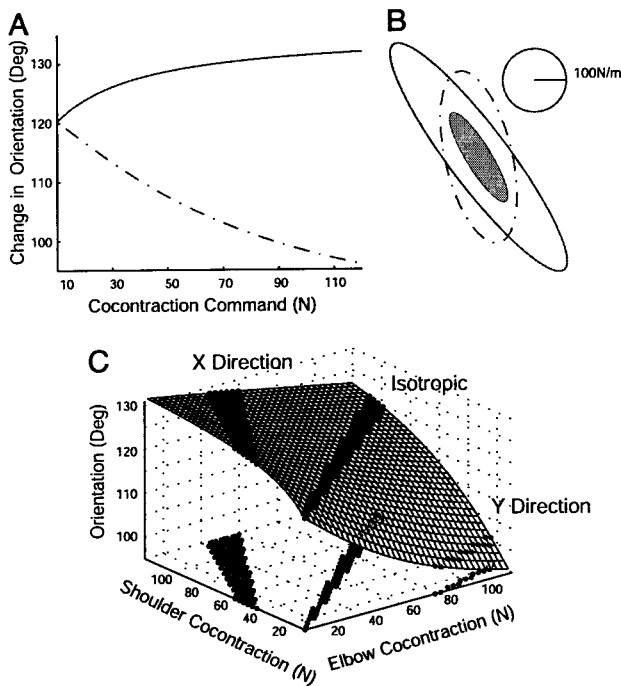 A
Change in Orientation (Deg)
130
120
110
100
10 30 50 70 90 110
Cocontraction Command (N)
B
100N/m
C
X Direction
Isotropic
Y Direction
Orientation (Deg)
130
120
110
100
100 80 60 40 20
Shoulder Cocontraction (N)
20 40 60 80 100
Elbow Cocontraction (N)